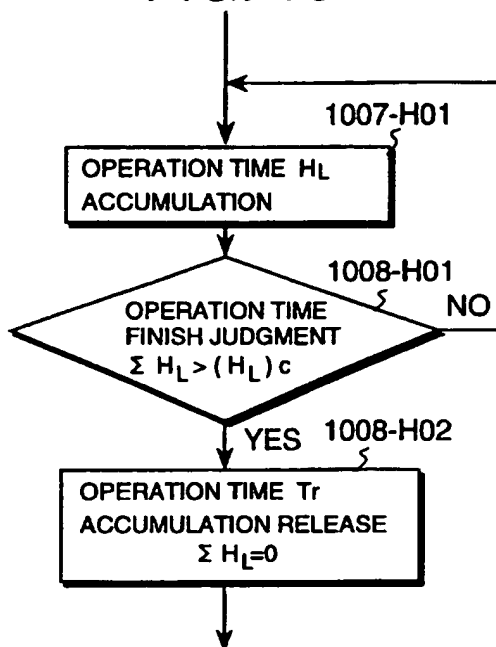 1007-H01
OPERATION TIME HL
ACCUMULATION
1008-H01
OPERATION TIME
FINISH JUDGMENT
Σ HL > (HL) c
NO
YES
1008-H02
OPERATION TIME Tr
ACCUMULATION RELEASE
Σ HL=0